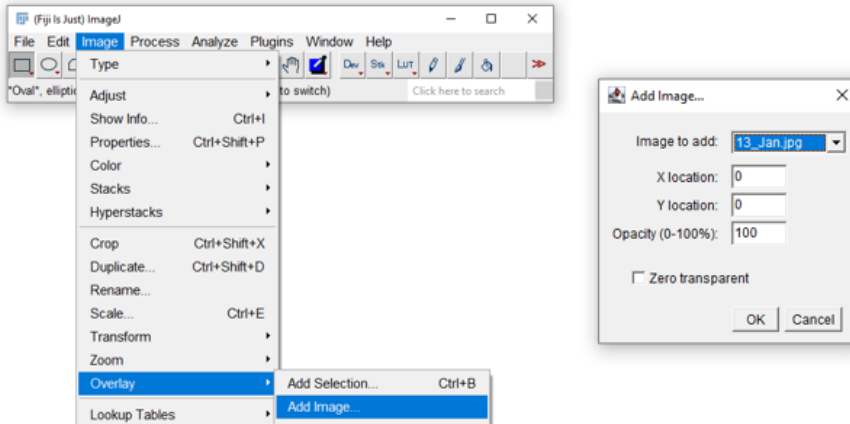 (Fiji Is Just) ImageJ
File Edit Image Process Analyze Plugins Window Help
Dev Stk LUT
"Oval", elliptic
to switch)
Click here to search
Type
Adjust
Show Info... Ctrl+I
Properties... Ctrl+Shift+P
Color
Stacks
Hyperstacks
Crop Ctrl+Shift+X
Duplicate... Ctrl+Shift+D
Rename...
Scale... Ctrl+E
Transform
Zoom
Overlay
Lookup Tables
Add Selection... Ctrl+B
Add Image...
Add Image...
Image to add: 13_Jan.jpg
X location: 0
Y location: 0
Opacity (0-100%): 100
Zero transparent
OK Cancel